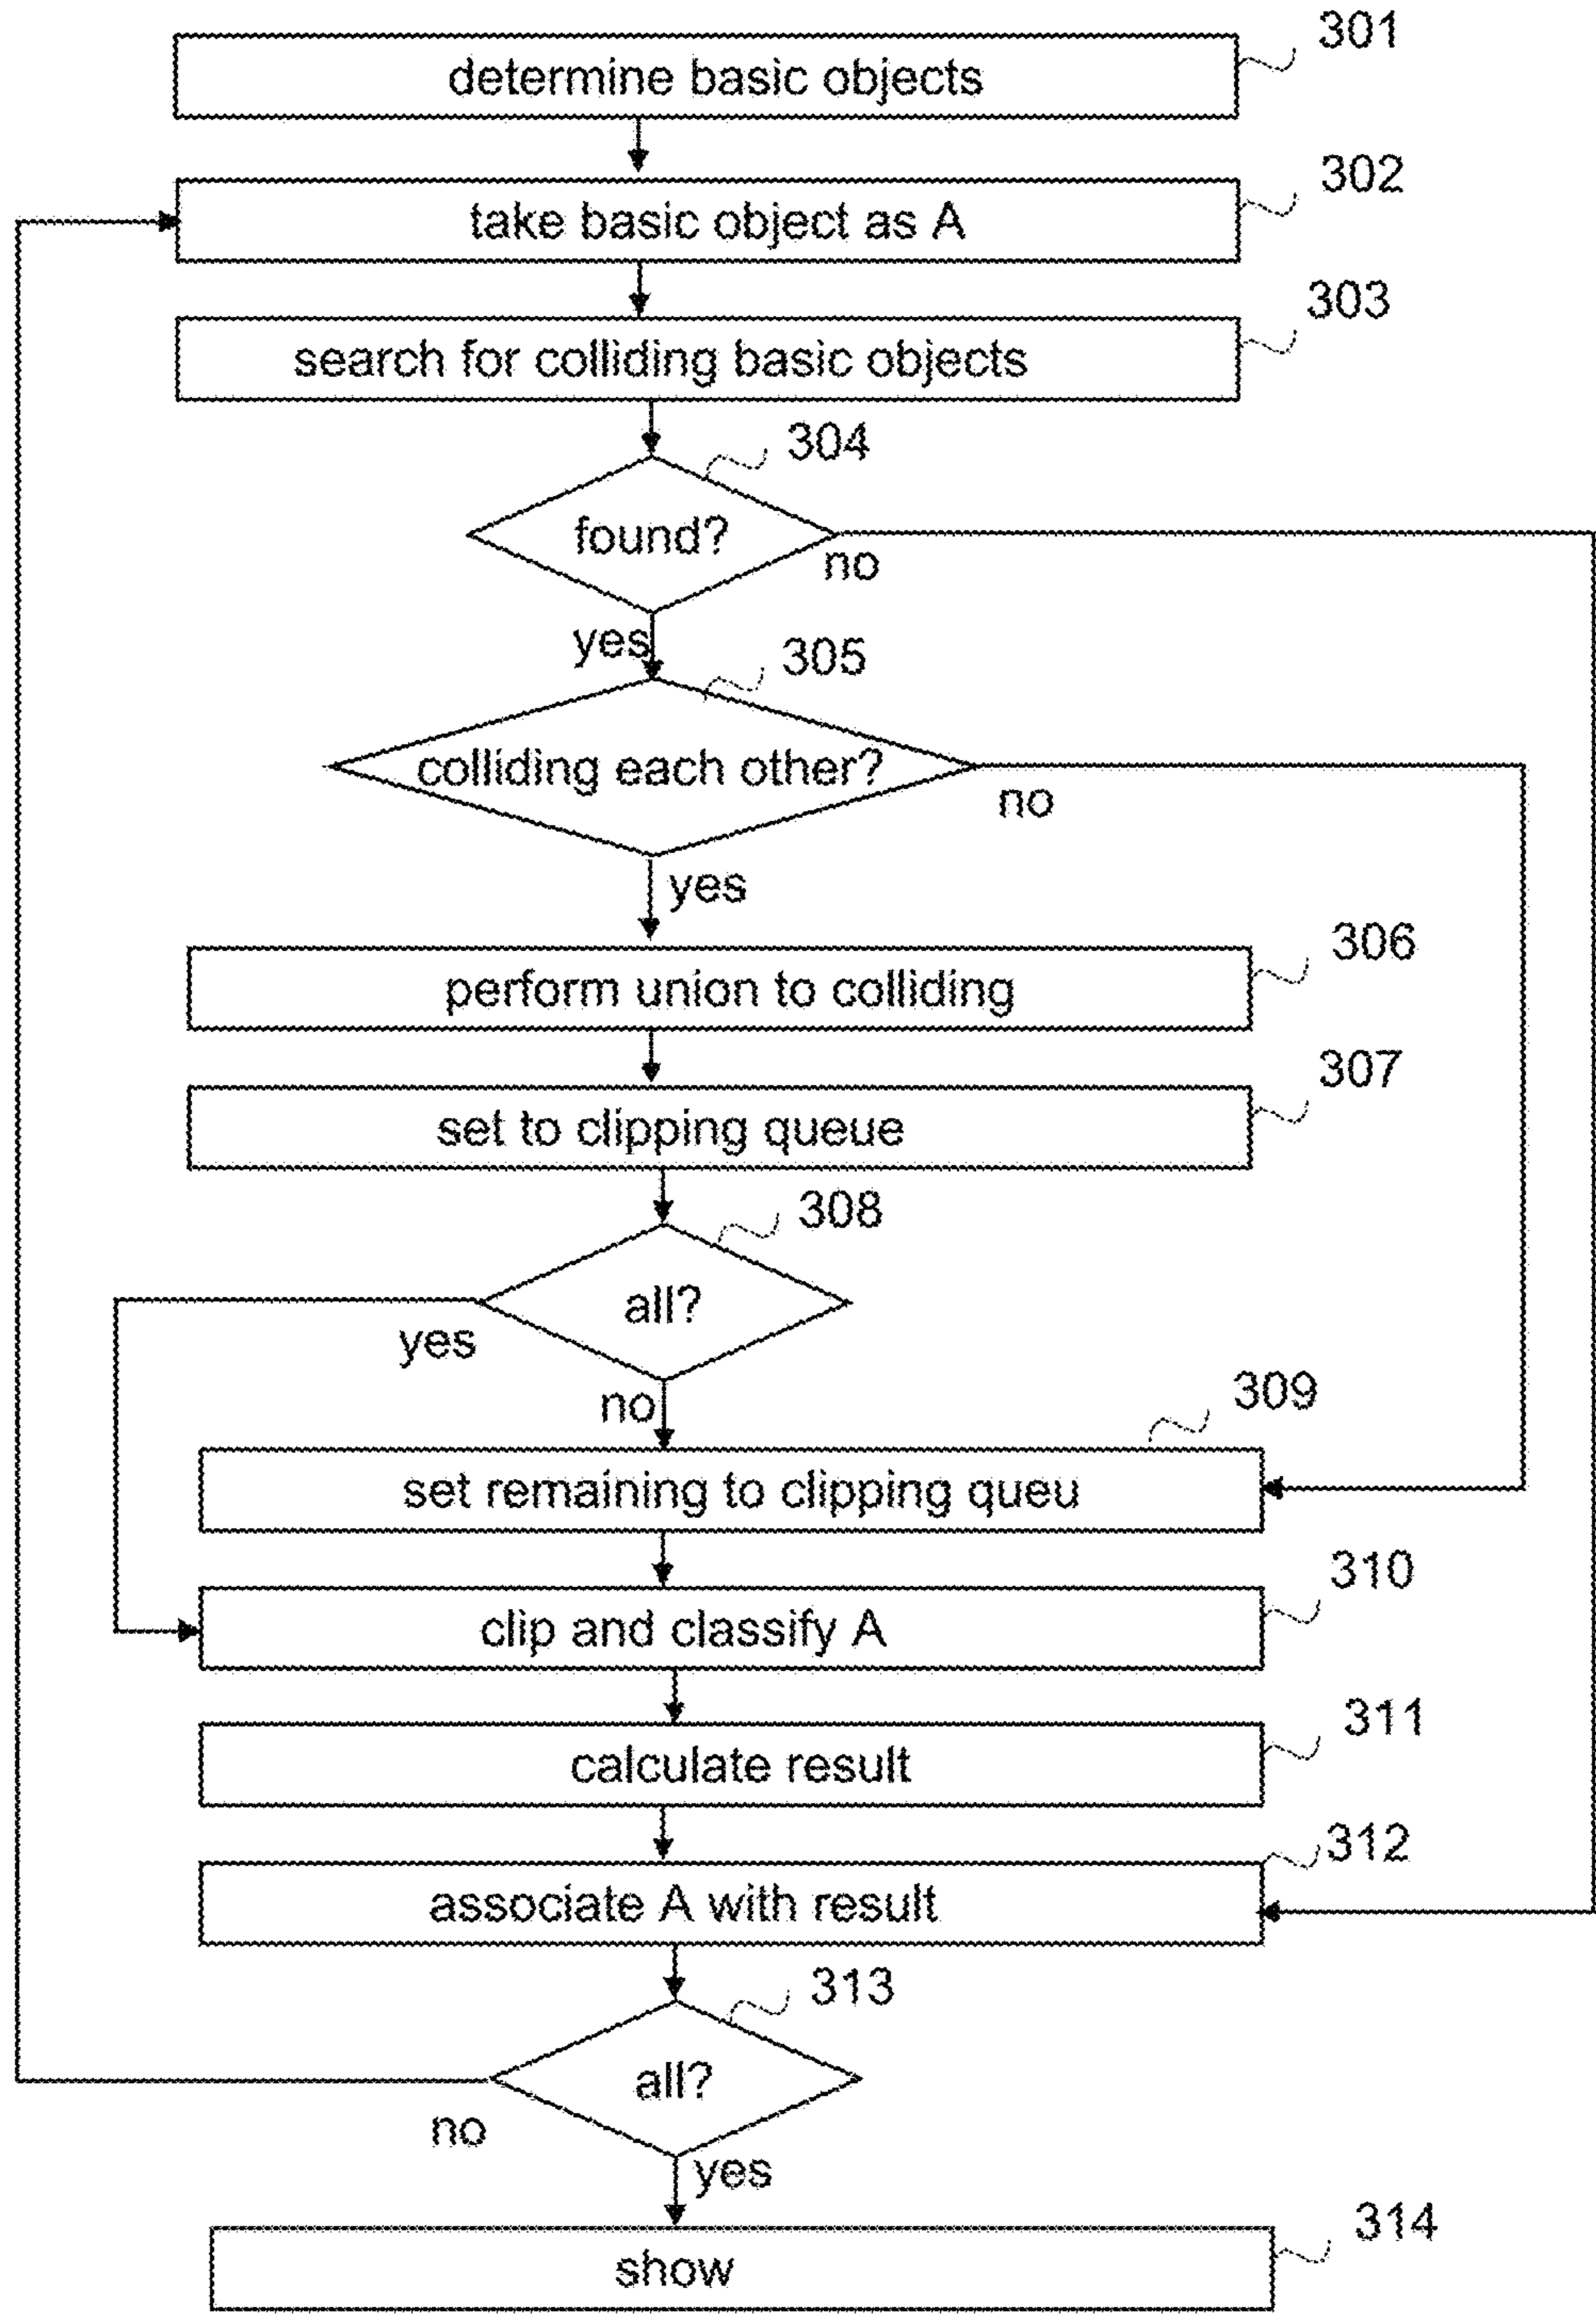 301
determine basic objects
302
take basic object as A
303
search for colliding basic objects
304
found?
no
yes
305
colliding each other?
no
yes
306
perform union to colliding
307
set to clipping queue
308
all?
yes
no
309
set remaining to clipping queu
310
clip and classify A
311
calculate result
312
associate A with result
313
all?
no
yes
314
show